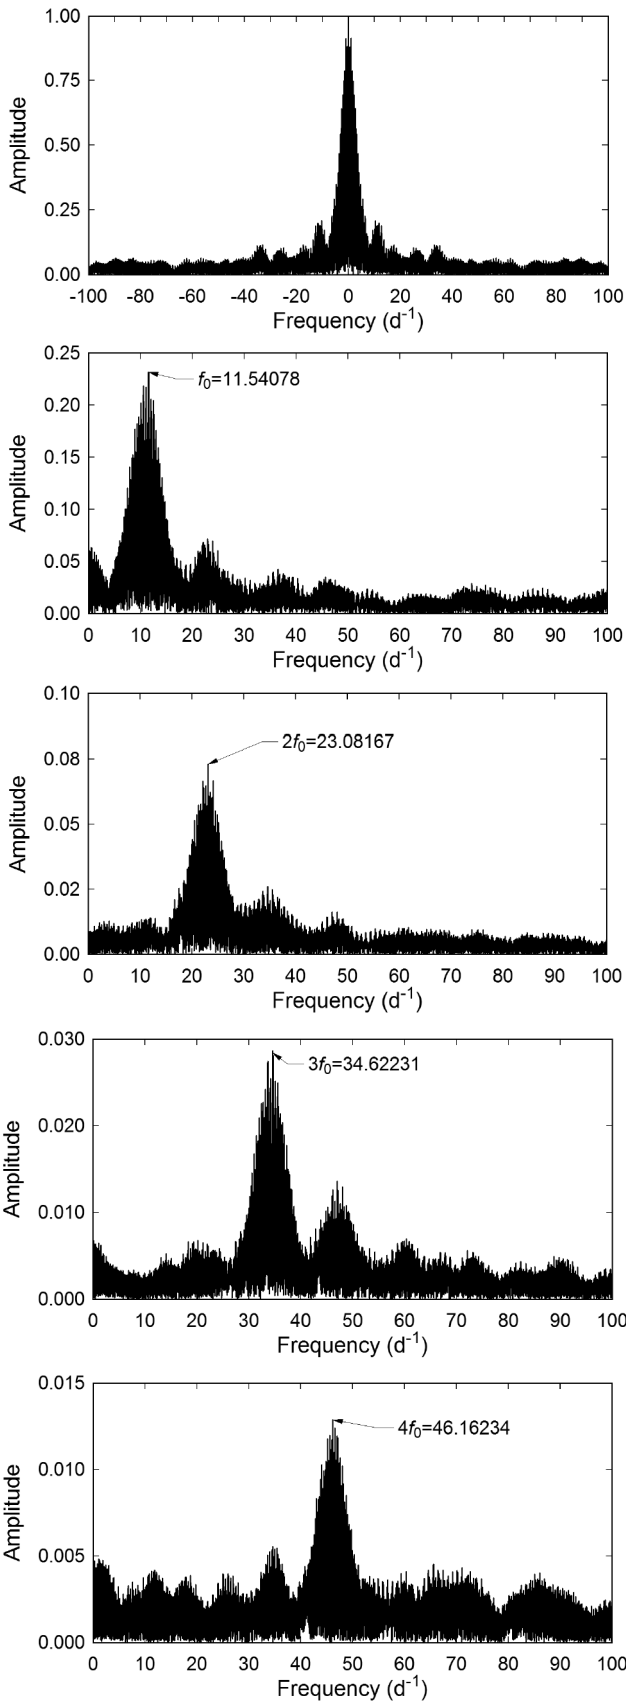 1.00
0.75
0.50
0.25
0.00
Amplitude
-100 -80 -60 -40 -20 0 20 40 60 80 100
Frequency (d⁻¹)
0.25
0.20
0.15
0.10
0.05
0.00
Amplitude
f₀=11.54078
0 10 20 30 40 50 60 70 80 90 100
Frequency (d⁻¹)
0.10
0.08
0.05
0.02
0.00
Amplitude
2f₀=23.08167
0 10 20 30 40 50 60 70 80 90 100
Frequency (d⁻¹)
0.030
0.020
0.010
0.000
Amplitude
3f₀=34.62231
0 10 20 30 40 50 60 70 80 90 100
Frequency (d⁻¹)
0.015
0.010
0.005
0.000
Amplitude
4f₀=46.16234
0 10 20 30 40 50 60 70 80 90 100
Frequency (d⁻¹)